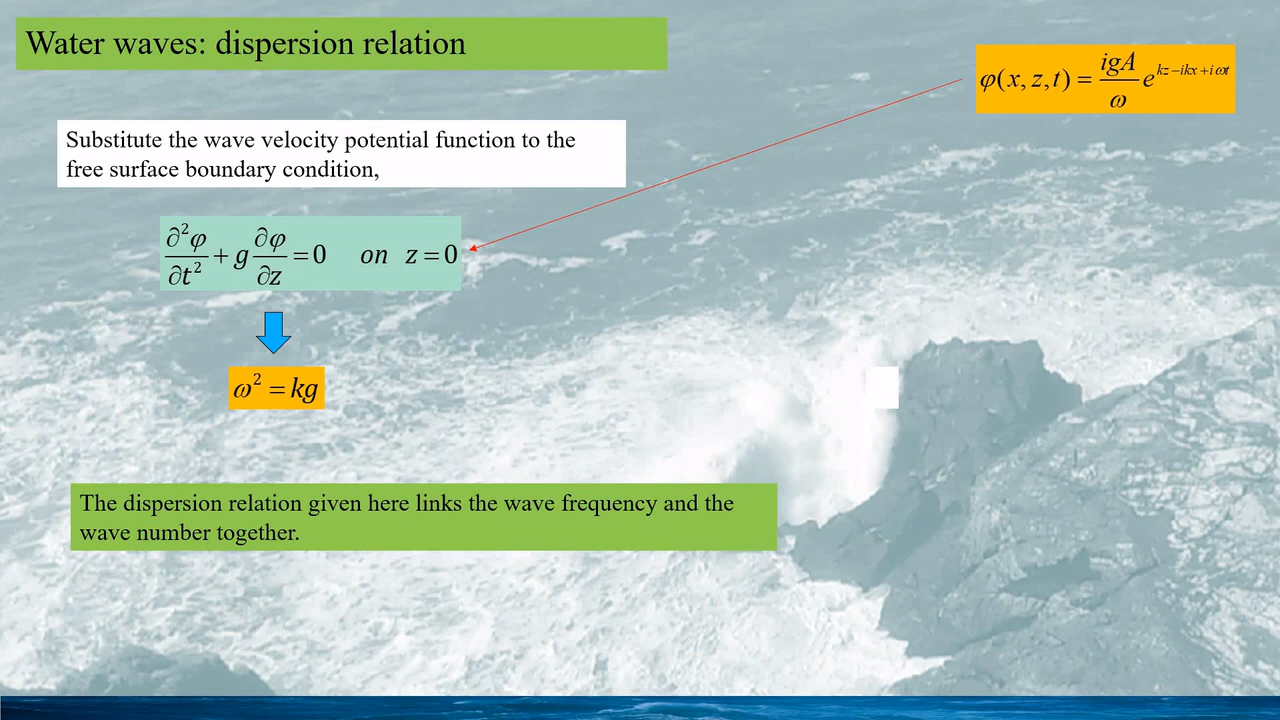 Water waves: dispersion relation
φ(x, z, t) = igA/ω e^{kz−ikx+iωt}
Substitute the wave velocity potential function to the
free surface boundary condition,
∂²φ/∂t² + g ∂φ/∂z = 0 on z = 0
ω² = kg
The dispersion relation given here links the wave frequency and the
wave number together.